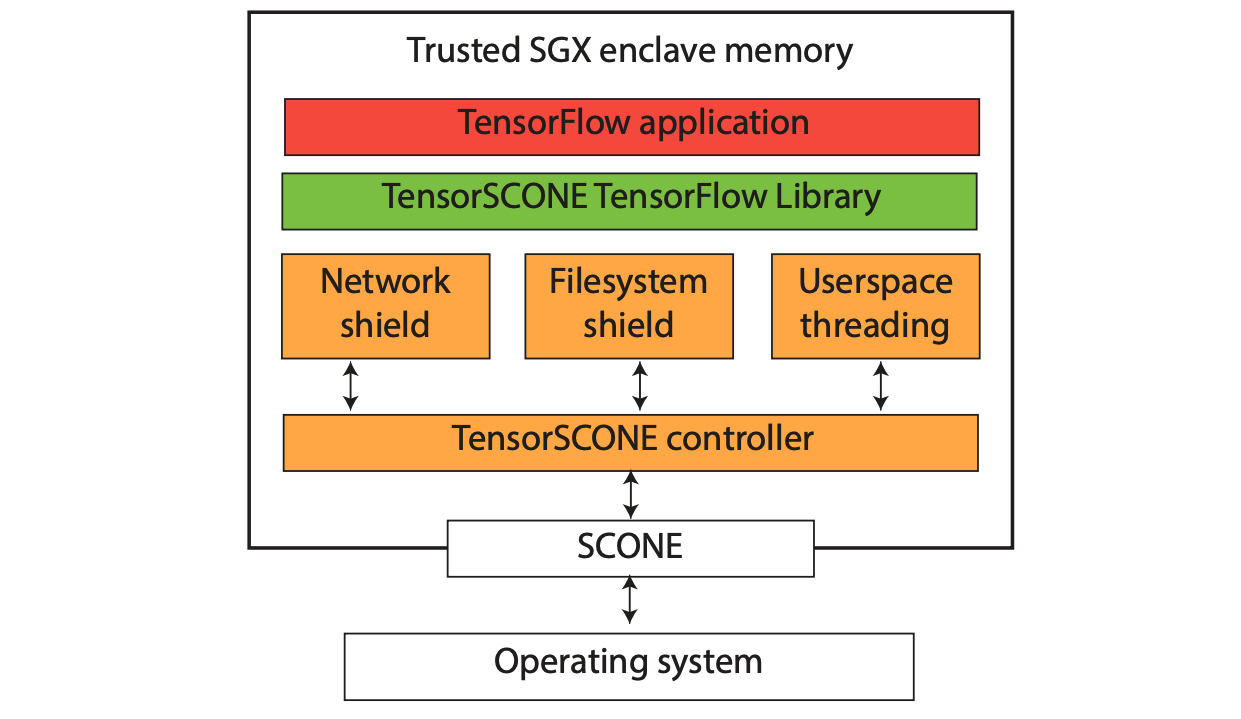 Trusted SGX enclave memory
TensorFlow application
TensorSCONE TensorFlow Library
Network
shield
Filesystem
shield
Userspace
threading
TensorSCONE controller
SCONE
Operating system